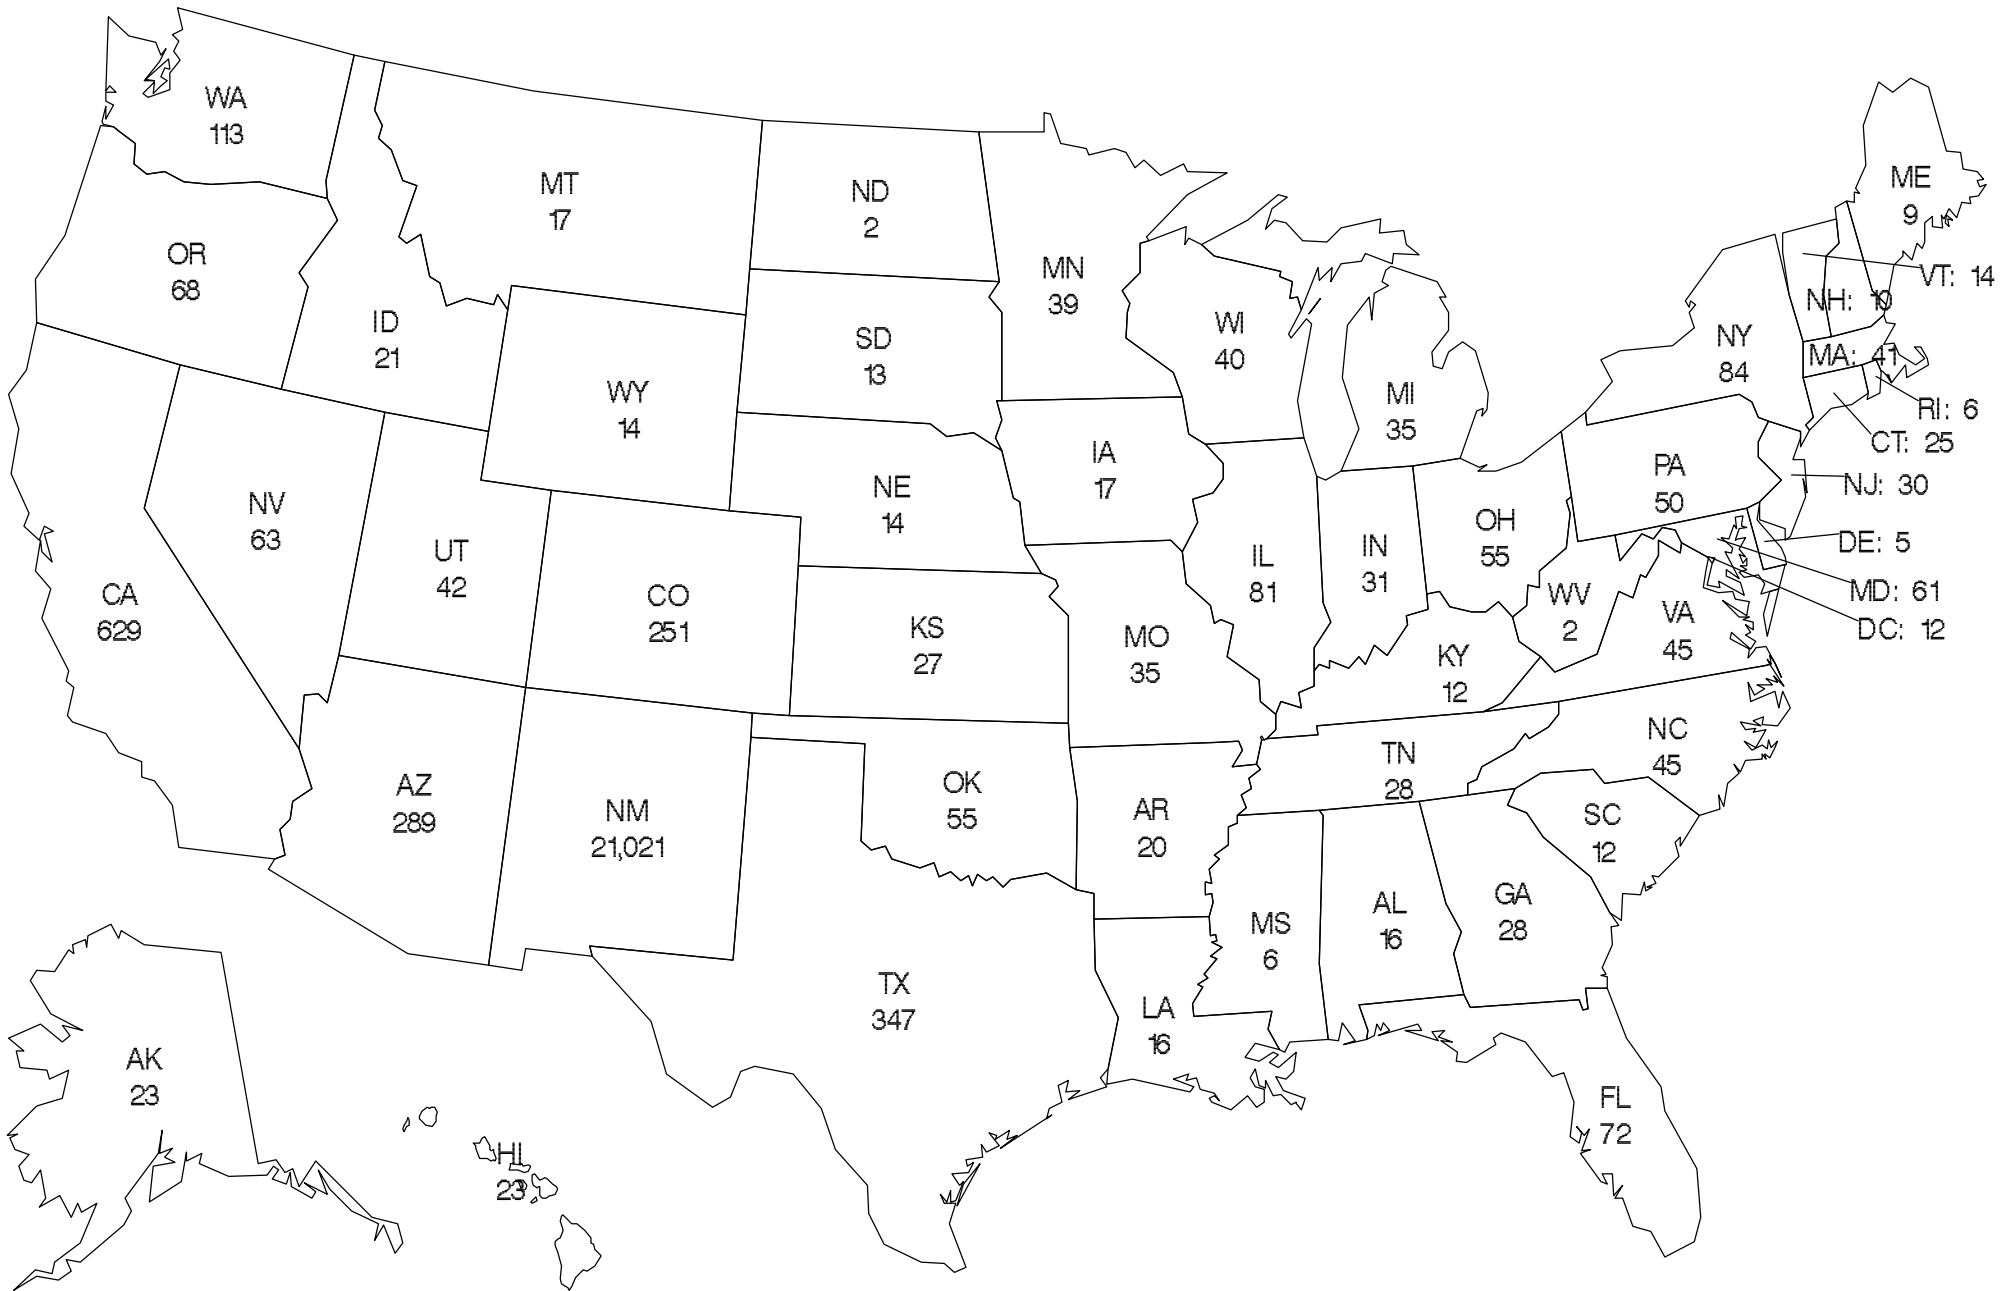 WA
113
MT
17
ND
2
ME
9
OR
68
MN
39
VT: 14
NH: 10
ID
21
SD
13
WI
40
NY
84
MA: 41
WY
14
MI
35
RI: 6
CT: 25
IA
17
PA
50
NJ: 30
NV
63
NE
14
OH
55
DE: 5
UT
42
IL
81
IN
31
MD: 61
CA
629
CO
251
WV
2
VA
45
DC: 12
KS
27
MO
35
KY
12
NC
45
TN
28
AZ
289
OK
55
NM
21,021
AR
20
SC
12
GA
28
AL
16
MS
6
TX
347
LA
16
AK
23
FL
72
HI
23